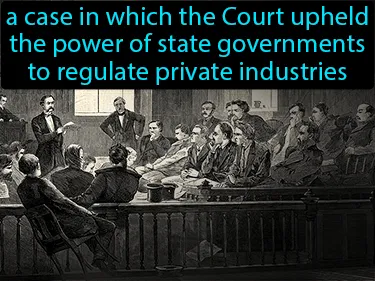 a case in which the Court upheld
the power of state governments
to regulate private industries